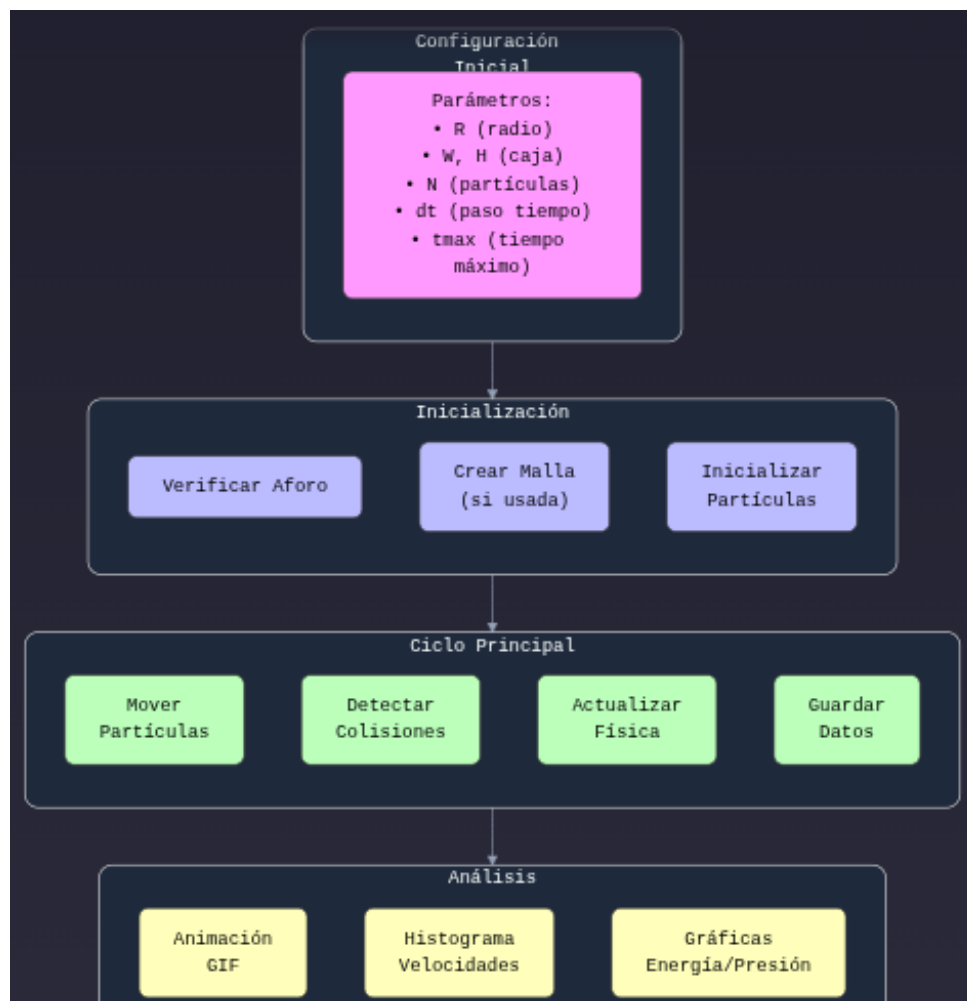 Configuración
Inicial
Parámetros:
• R (radio)
• W, H (caja)
• N (partículas)
• dt (paso tiempo)
• tmax (tiempo
máximo)
Inicialización
Verificar Aforo
Crear Malla
(si usada)
Inicializar
Partículas
Ciclo Principal
Mover
Partículas
Detectar
Colisiones
Actualizar
Física
Guardar
Datos
Análisis
Animación
GIF
Histograma
Velocidades
Gráficas
Energía/Presión